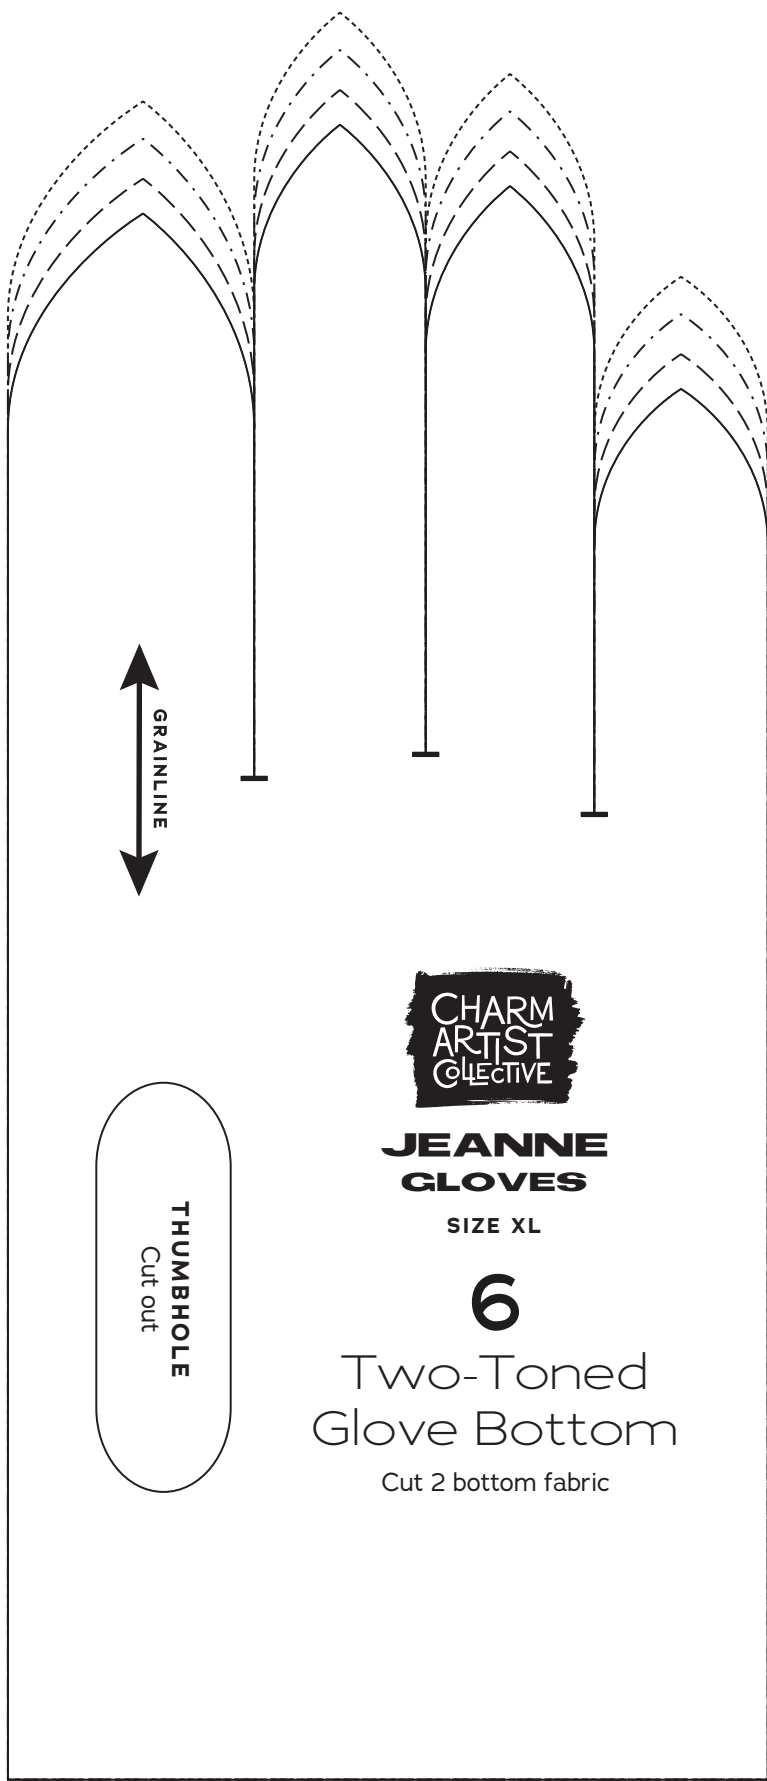 GRAINLINE
CHARM
ARTIST
COLLECTIVE
JEANNE
GLOVES
SIZE XL
6
Two-Toned
Glove Bottom
Cut 2 bottom fabric
THUMBHOLE
Cut out